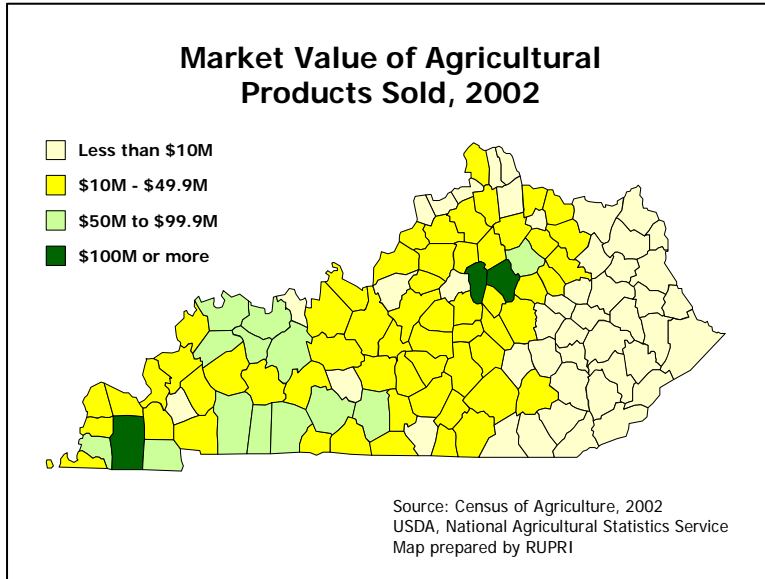 Market Value of Agricultural
Products Sold, 2002
Less than $10M
$10M - $49.9M
$50M to $99.9M
$100M or more
Source: Census of Agriculture, 2002
USDA, National Agricultural Statistics Service
Map prepared by RUPRI